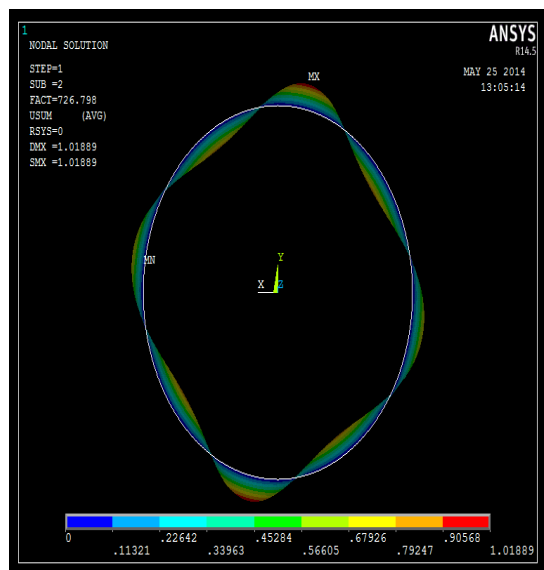 1
NODAL SOLUTION
ANSYS
R14.5
STEP=1
SUB =2
FACT=726.798
USUM (AVG)
RSYS=0
DMX =1.01889
SMX =1.01889
MAY 25 2014
13:05:14
MX
MN
Y
X Z
0 .22642 .45284 .67926 .90568
.11321 .33963 .56605 .79247 1.01889